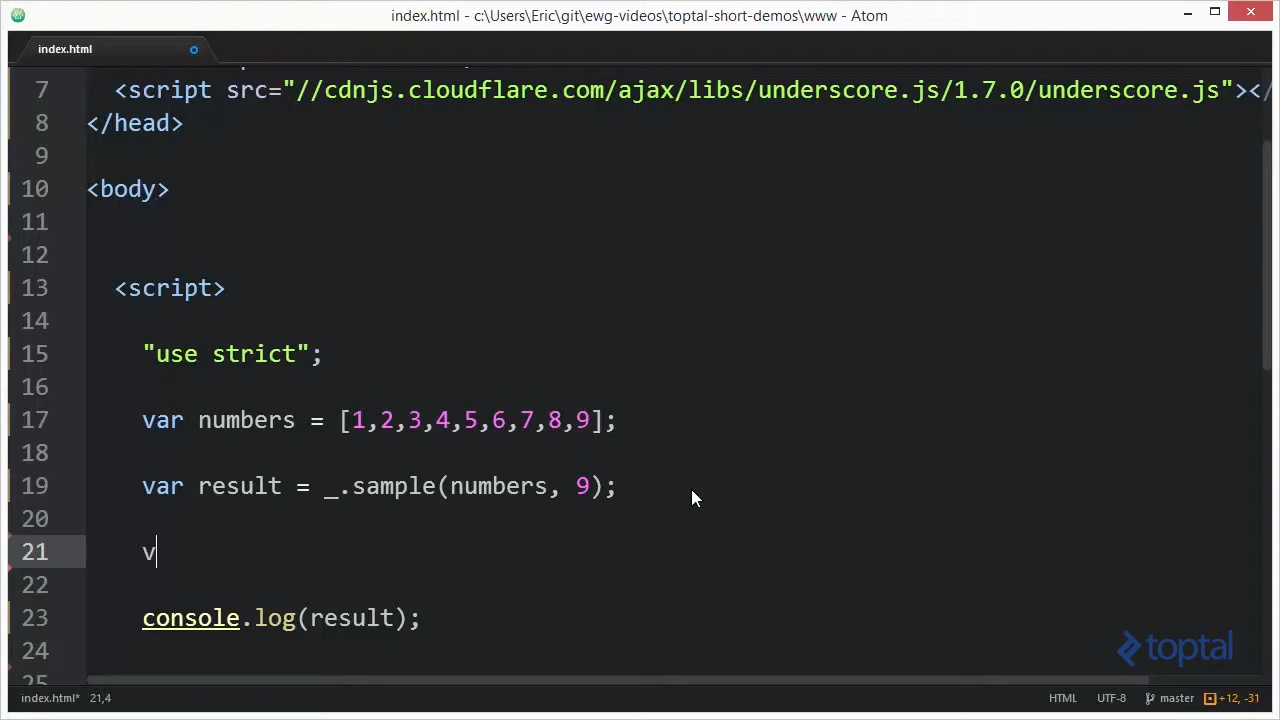 index.html - c:\Users\Eric\git\ewg-videos\toptal-short-demos\www - Atom
index.html
7 <script src="//cdnjs.cloudflare.com/ajax/libs/underscore.js/1.7.0/underscore.js"></
8 </head>
9
10 <body>
11
12
13 <script>
14
15 "use strict";
16
17 var numbers = [1,2,3,4,5,6,7,8,9];
18
19 var result = _.sample(numbers, 9);
20
21 v
22
23 console.log(result);
24
25
toptal
index.html* 21,4 HTML UTF-8 master +12, -31